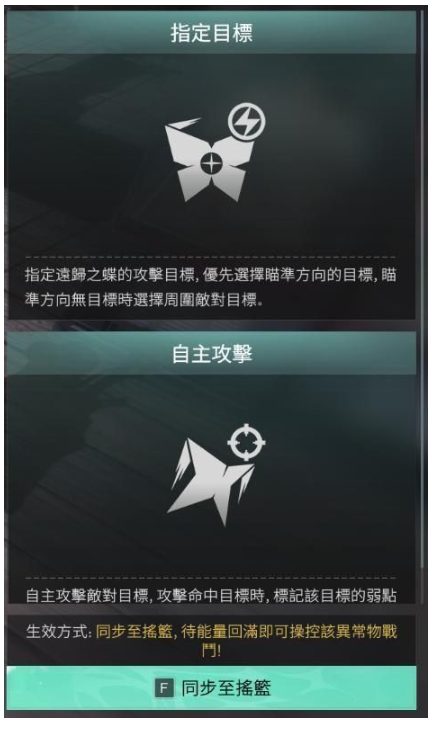 指定目標
指定遠歸之蝶的攻擊目標,優先選擇瞄準方向的目標,瞄
準方向無目標時選擇周圍敵對目標。
自主攻擊
自主攻擊敵對目標,攻擊命中目標時,標記該目標的弱點
生效方式:同步至搖籃,待能量回滿即可操控該異常物戰
鬥!
F 同步至搖籃